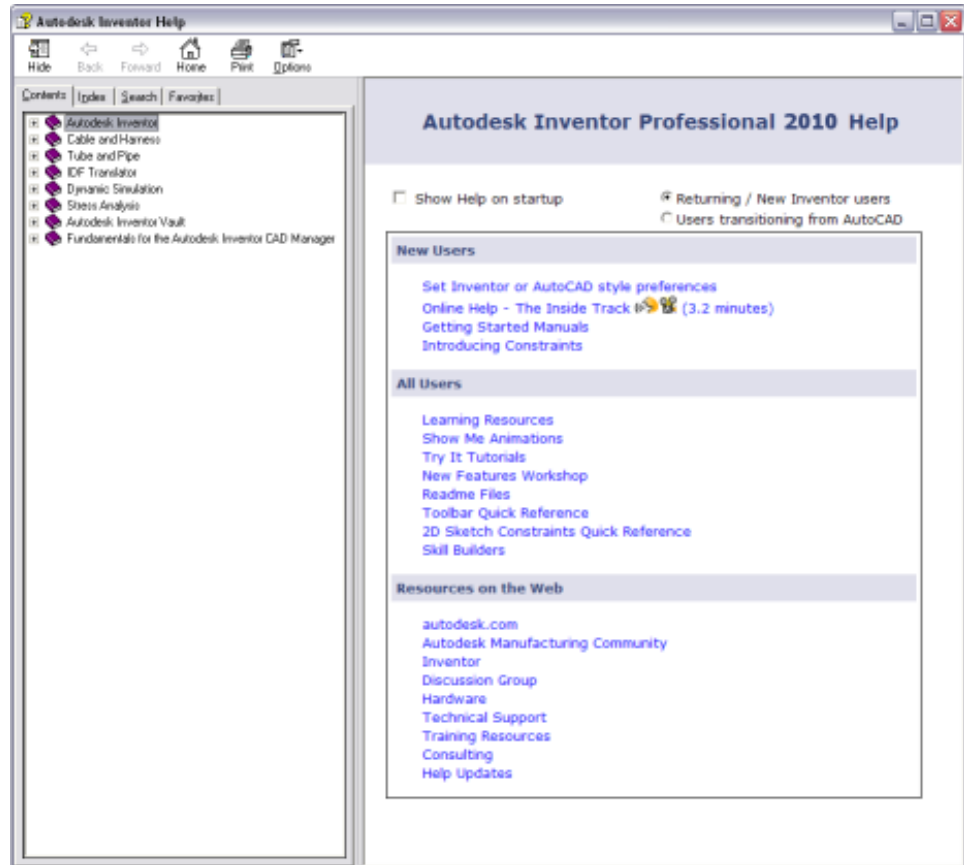 Autodesk Inventor Help
Hide Back Forward Home Print Options
Contents Index Search Favorites
Autodesk Inventor
Cable and Harness
Tube and Pipe
IDF Translator
Dynamic Simulation
Stress Analysis
Autodesk Inventor Vault
Fundamentals for the Autodesk Inventor CAD Manager
Autodesk Inventor Professional 2010 Help
Show Help on startup
Returning / New Inventor users
Users transitioning from AutoCAD
New Users
Set Inventor or AutoCAD style preferences
Online Help - The Inside Track (3.2 minutes)
Getting Started Manuals
Introducing Constraints
All Users
Learning Resources
Show Me Animations
Try It Tutorials
New Features Workshop
Readme Files
Toolbar Quick Reference
2D Sketch Constraints Quick Reference
Skill Builders
Resources on the Web
autodesk.com
Autodesk Manufacturing Community
Inventor
Discussion Group
Hardware
Technical Support
Training Resources
Consulting
Help Updates